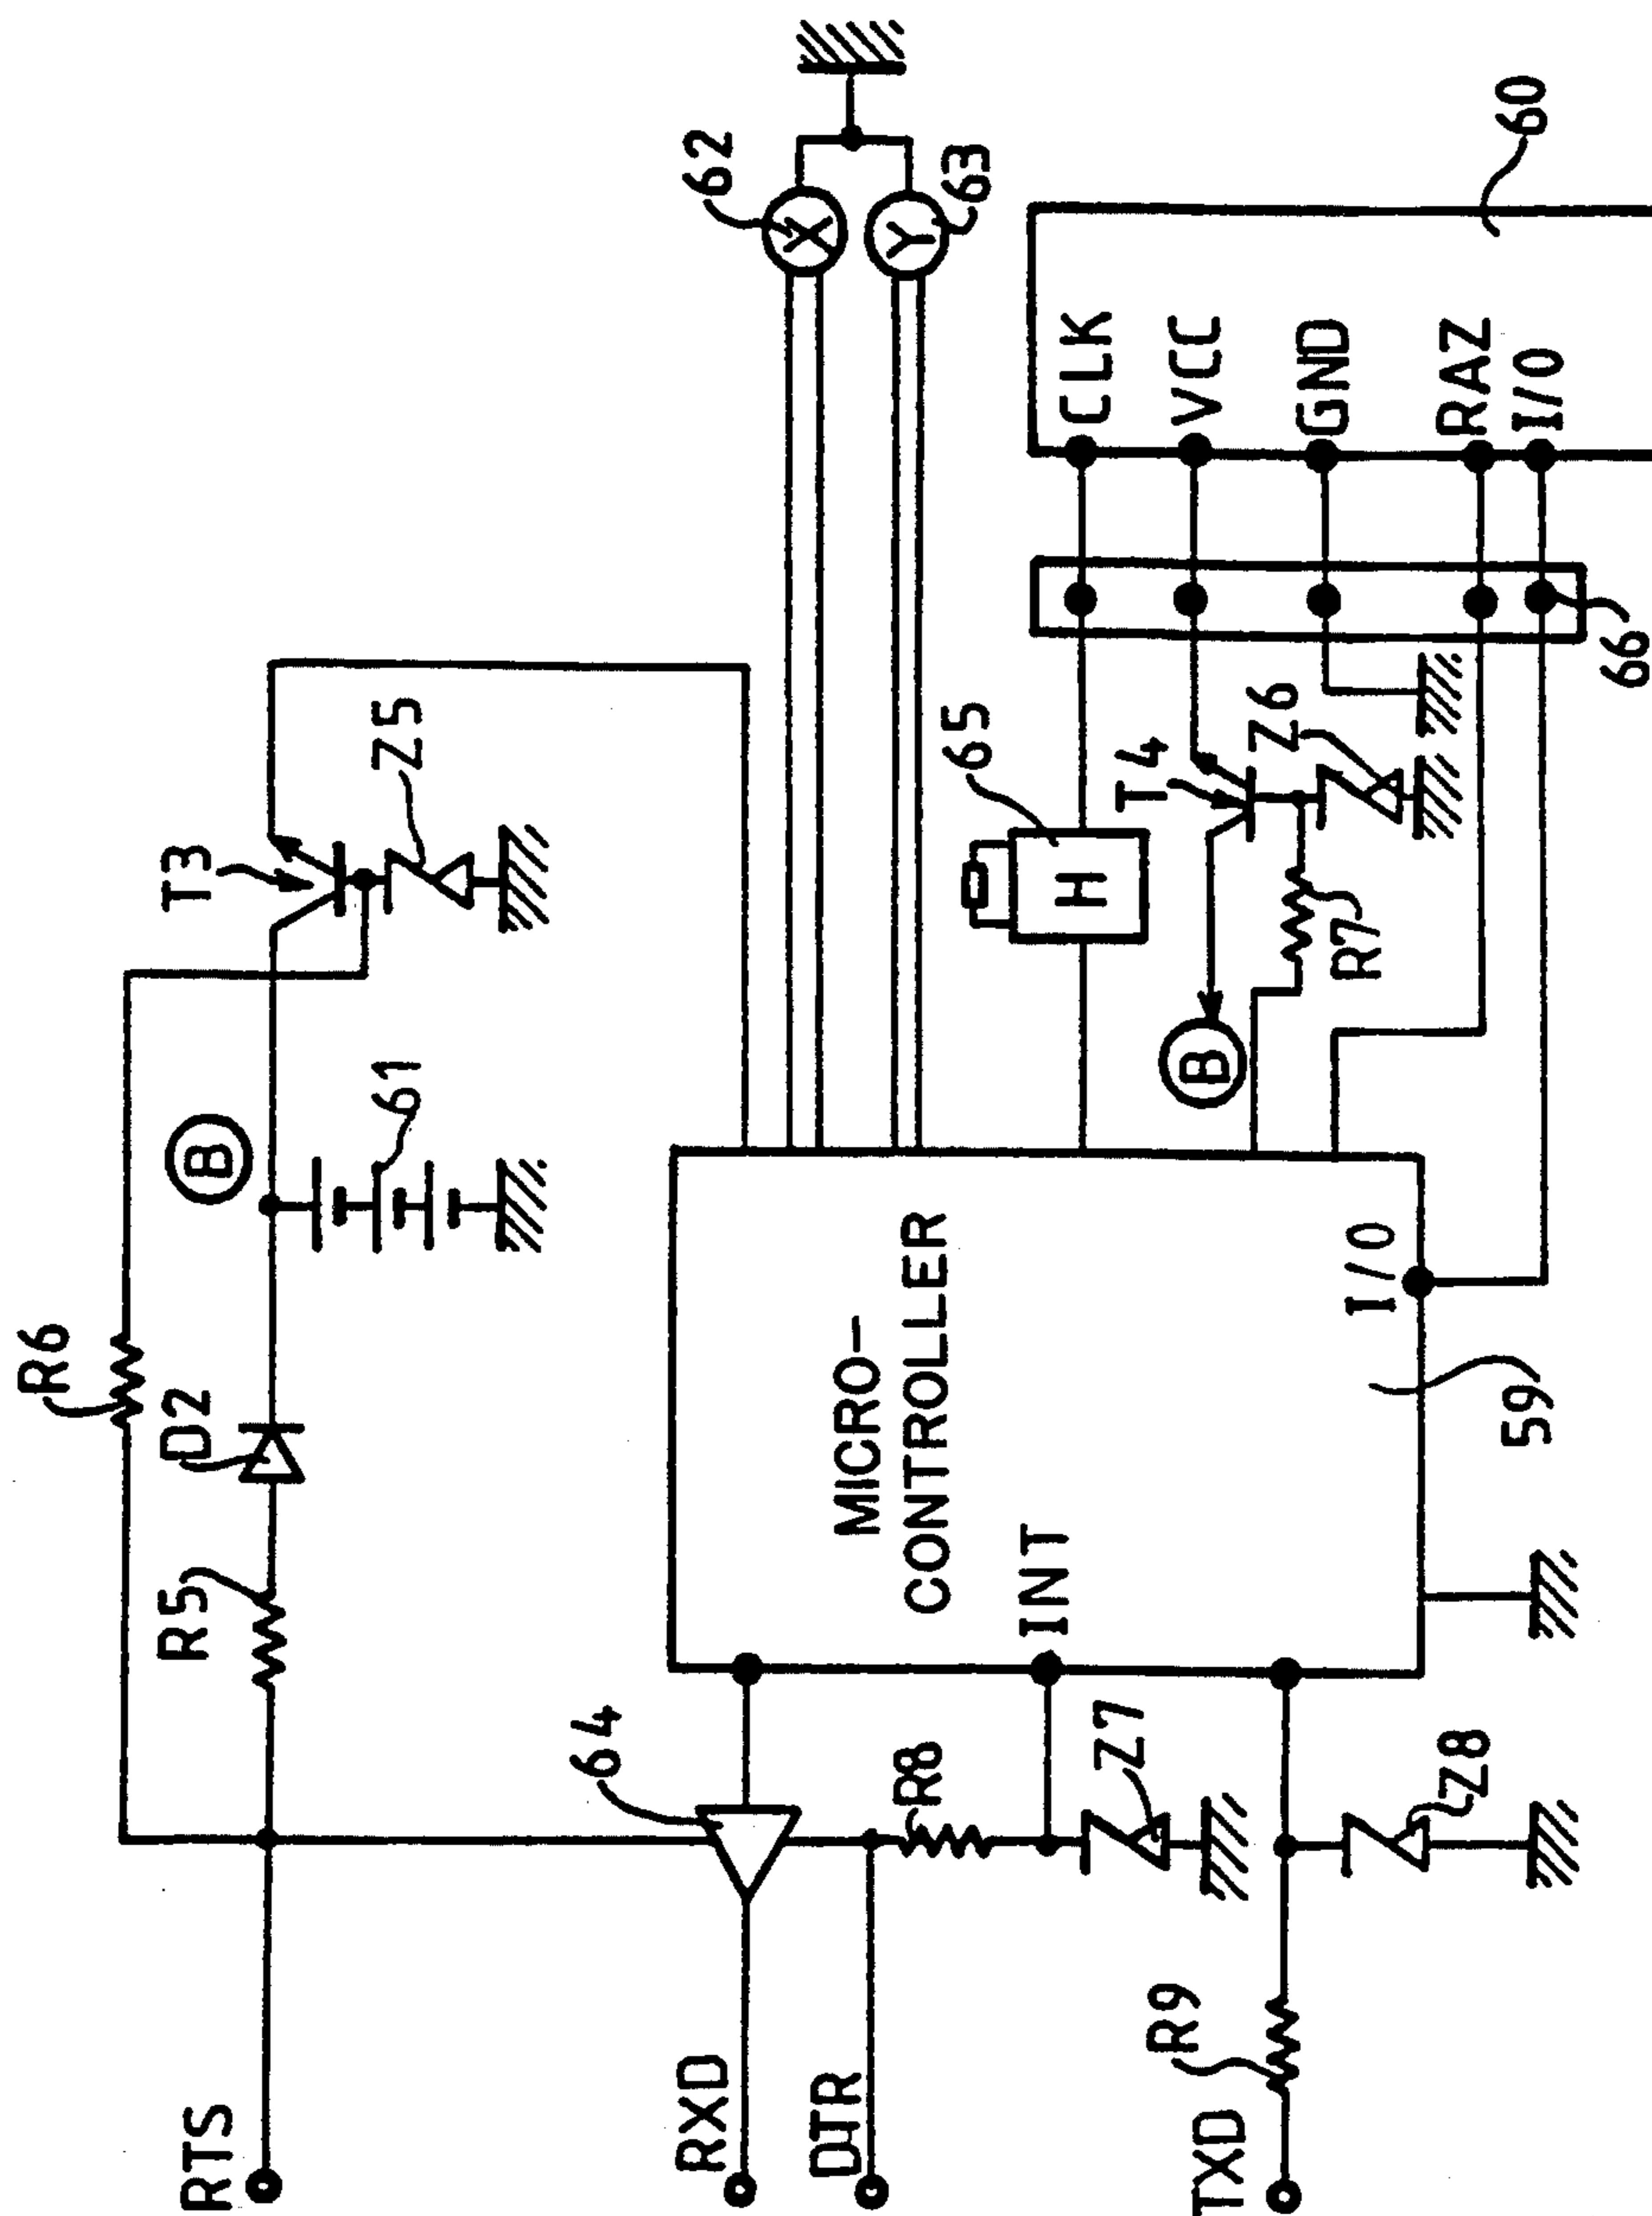 R6
RTS
R5
D2
B
61
T3
Z5
64
RXD
DTR
R8
Z7
INT
MICRO-
CONTROLLER
62
X
Y
63
65
H
CLK
T4
B
VCC
Z6
R7
GND
RAZ
I/O
I/O
66
60
TXD
R9
Z8
59